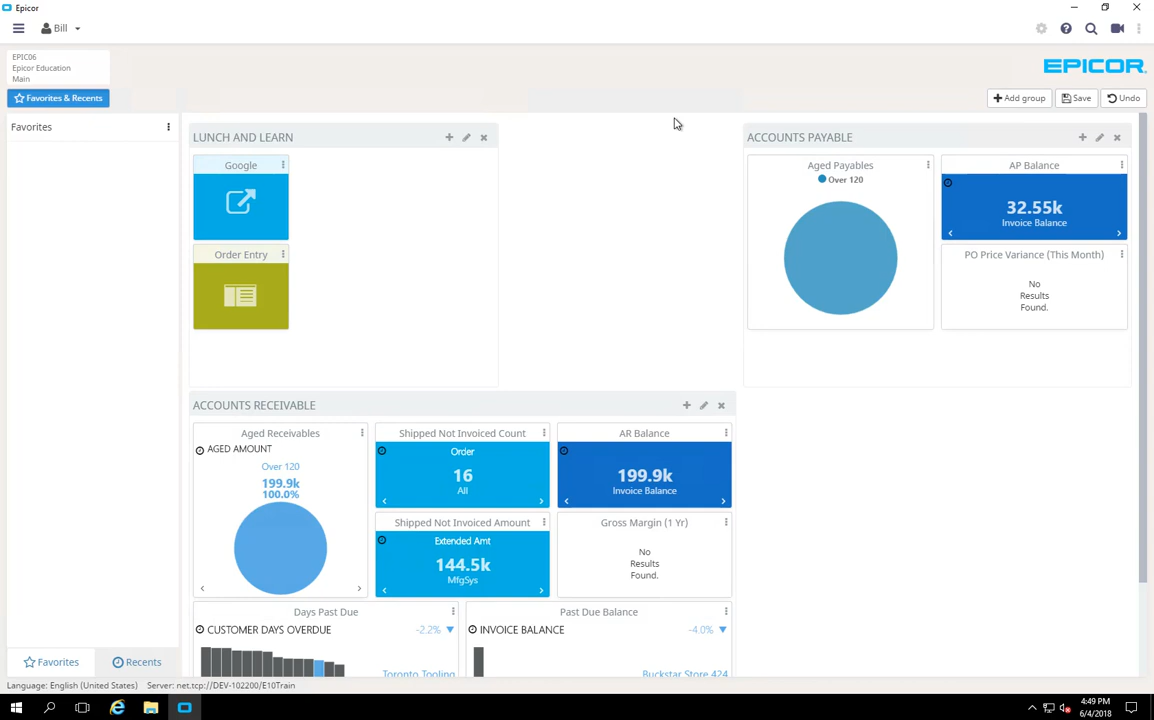 Epicor
Bill
EPIC06
Epicor Education
Main
EPICOR
Favorites & Recents
Add group
Save
Undo
Favorites
LUNCH AND LEARN
ACCOUNTS PAYABLE
Google
Order Entry
Aged Payables
Over 120
AP Balance
32.55k
Invoice Balance
PO Price Variance (This Month)
No
Results
Found.
ACCOUNTS RECEIVABLE
Aged Receivables
AGED AMOUNT
Over 120
199.9k
100.0%
Shipped Not Invoiced Count
Order
16
All
AR Balance
199.9k
Invoice Balance
Shipped Not Invoiced Amount
Extended Amt
144.5k
MfgSys
Gross Margin (1 Yr)
No
Results
Found.
Days Past Due
CUSTOMER DAYS OVERDUE
-2.2%
Toronto Tooling
Past Due Balance
INVOICE BALANCE
-4.0%
Buckstar Store 424
Favorites
Recents
Language: English (United States)
Server: net.tcp://DEV-102200/E10Train
4:49 PM
6/4/2018